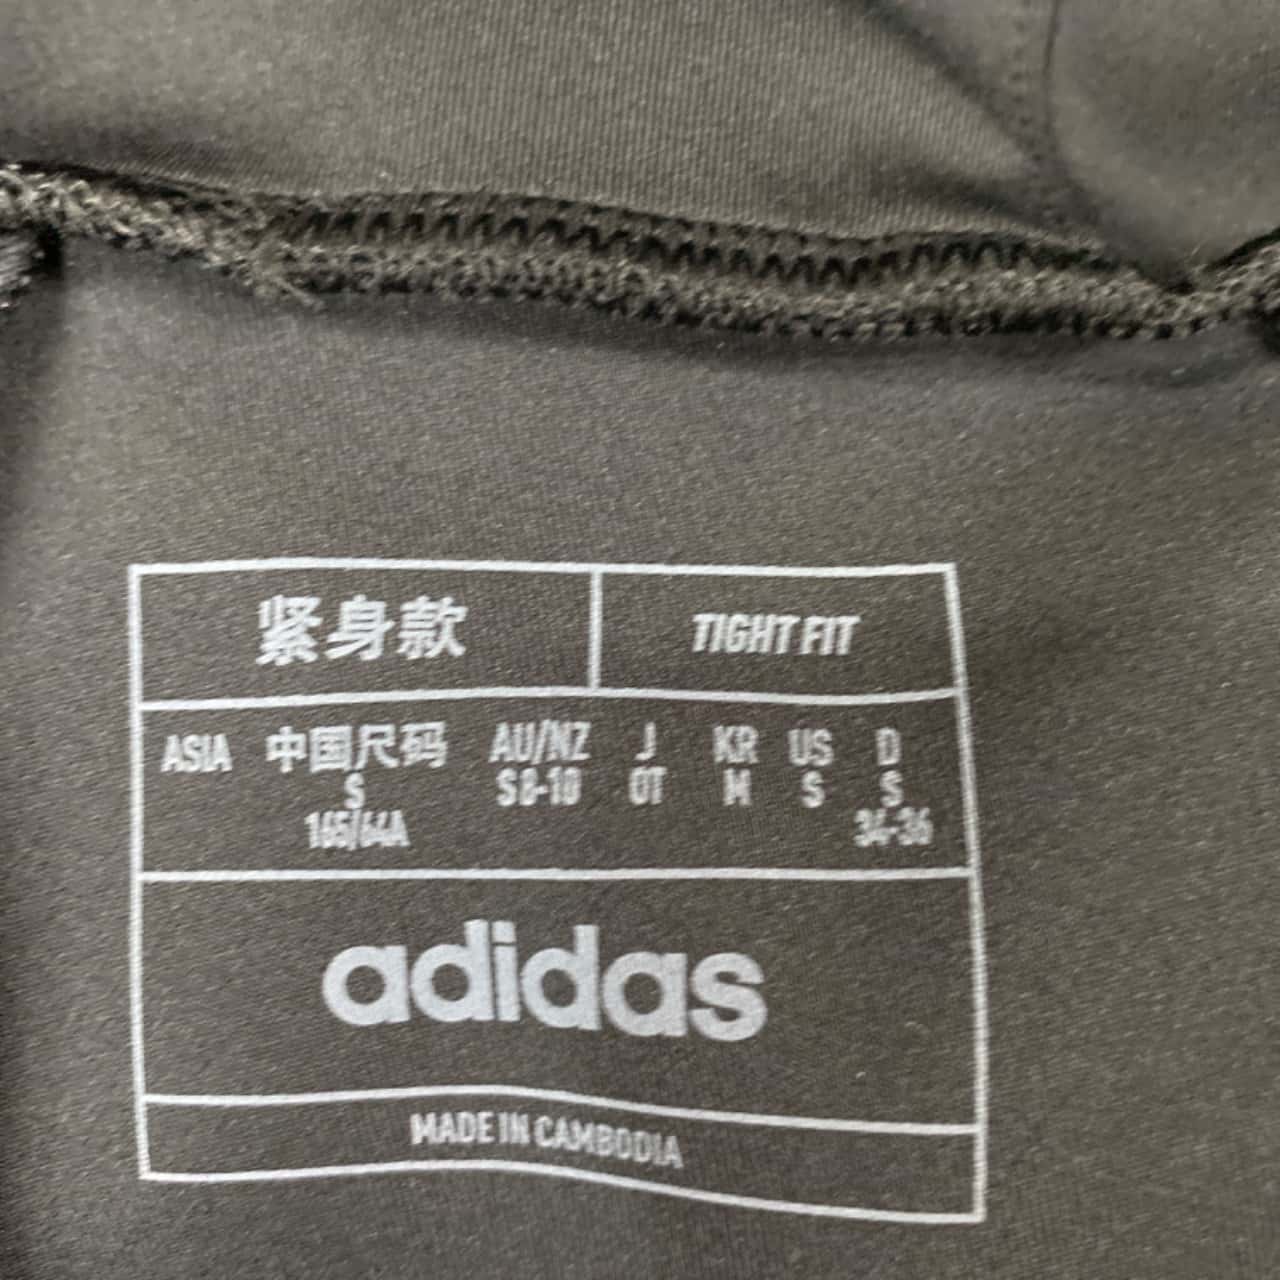 紧身款 TIGHT FIT
ASIA 中国尺码 AU/NZ J KR US D
S S 8-10 OT M S S
165/64A 34-36
adidas
MADE IN CAMBODIA